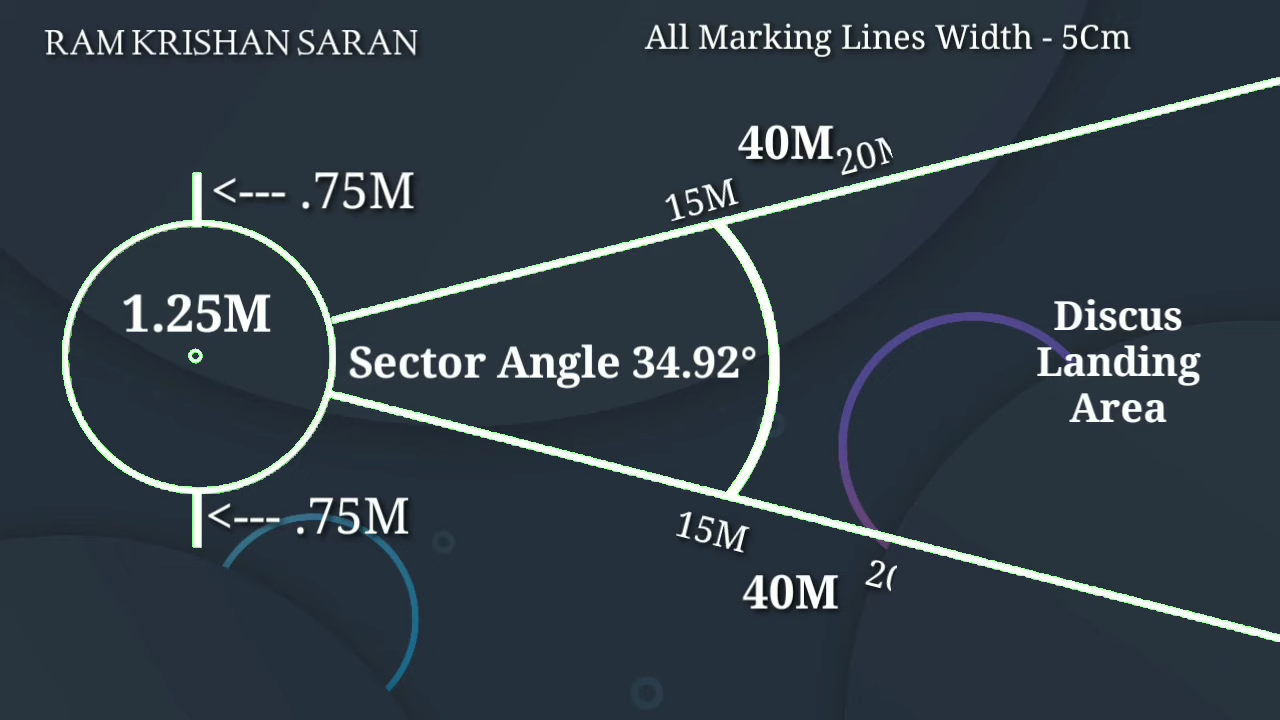 RAM KRISHAN SARAN
All Marking Lines Width - 5Cm
40M
15M
<--- .75M
1.25M
Sector Angle 34.92°
Discus
Landing
Area
<--- .75M
15M
40M